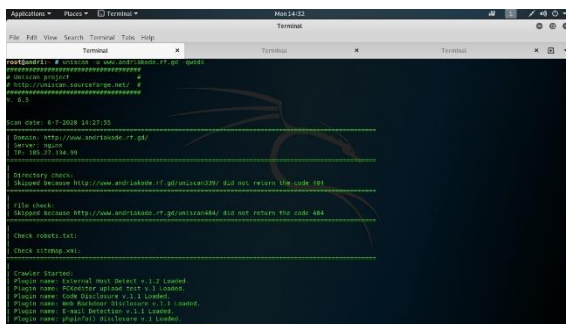 Applications Places Terminal Mon 14:32 1
Terminal
File Edit View Search Terminal Tabs Help
Terminal × Terminal × Terminal ×
root@andri:~# uniscan -u www.andriakode.rf.gd -qweds
####################################
# Uniscan project #
# http://uniscan.sourceforge.net/ #
####################################
V. 6.3
Scan date: 6-7-2020 14:27:55
===================================================================================================
| Domain: http://www.andriakode.rf.gd/
| Server: nginx
| IP: 185.27.134.99
===================================================================================================
|
| Directory check:
| Skipped because http://www.andriakode.rf.gd/uniscan339/ did not return the code 404
===================================================================================================
|
| File check:
| Skipped because http://www.andriakode.rf.gd/uniscan484/ did not return the code 404
===================================================================================================
|
| Check robots.txt:
|
| Check sitemap.xml:
===================================================================================================
|
| Crawler Started:
| Plugin name: External Host Detect v.1.2 Loaded.
| Plugin name: FCKeditor upload test v.1 Loaded.
| Plugin name: Code Disclosure v.1.1 Loaded.
| Plugin name: Web Backdoor Disclosure v.1.1 Loaded.
| Plugin name: E-mail Detection v.1.1 Loaded.
| Plugin name: phpinfo() Disclosure v.1 Loaded.